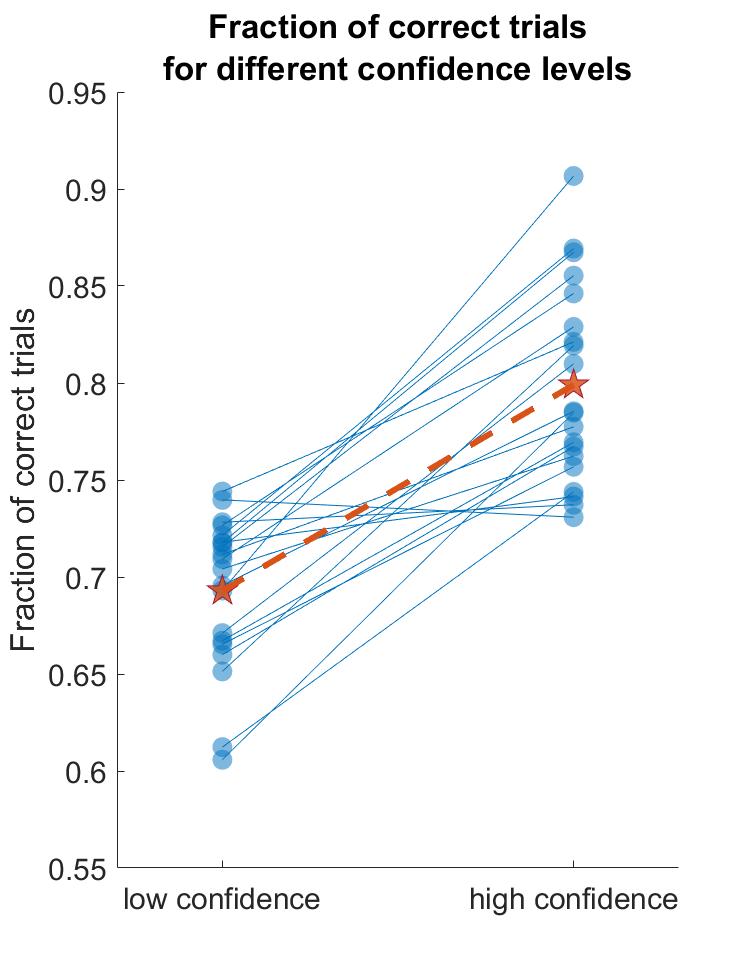 Fraction of correct trials
for different confidence levels
Fraction of correct trials
0.95
0.9
0.85
0.8
0.75
0.7
0.65
0.6
0.55
low confidence
high confidence